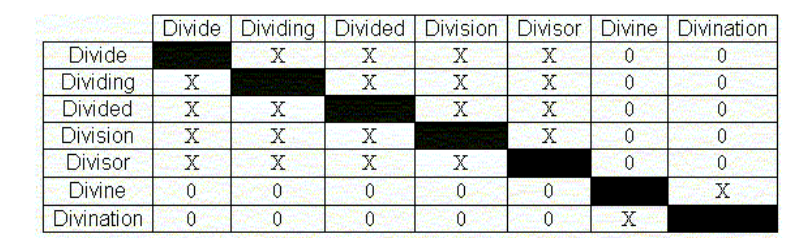 Divide Dividing Divided Division Divisor Divine Divination
Divide X X X X 0 0
Dividing X X X X 0 0
Divided X X X X 0 0
Division X X X X 0 0
Divisor X X X X 0 0
Divine 0 0 0 0 0 X
Divination 0 0 0 0 0 X